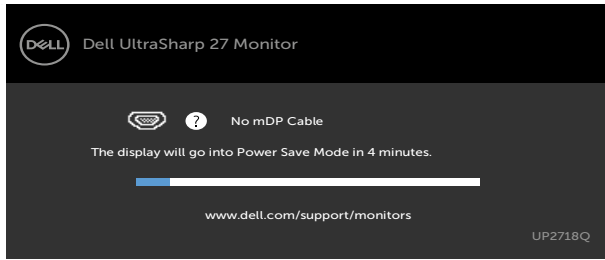 DELL
Dell UltraSharp 27 Monitor
? No mDP Cable
The display will go into Power Save Mode in 4 minutes.
www.dell.com/support/monitors
UP2718Q